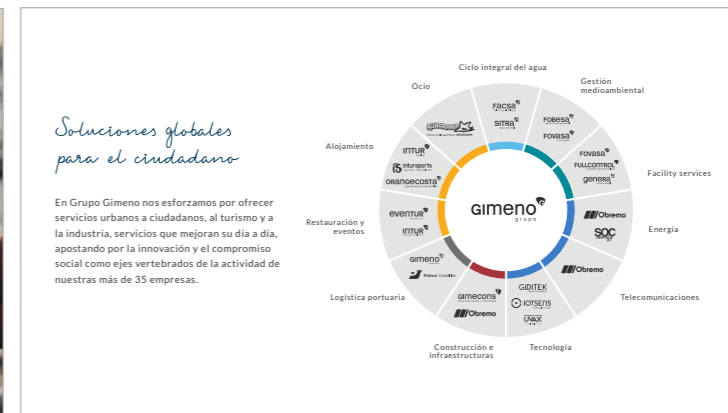 Soluciones globales
para el ciudadano
En Grupo Gimeno nos esforzamos por ofrecer
servicios urbanos a ciudadanos, al turismo y a
la industria, servicios que mejoran su día a día,
apostando por la innovación y el compromiso
social como ejes vertebrados de la actividad de
nuestras más de 35 empresas.
Ciclo integral del agua
FACSA
SITRA
Gestión
medioambiental
FOBESA
FOVASA
Facility services
FOVASA
FULLCONTROL
genera
Energía
Obremo
SOC
Telecomunicaciones
Obremo
Tecnología
GIDITEK
IOTSENS
UVAX
Construcción e
infraestructuras
GIMECONS
Obremo
Logística portuaria
GIMENO
Restauración y
eventos
eventur
INTUR
Alojamiento
INTUR
intursports
ORANGECOSTA
Ocio
GIMENO
grupo